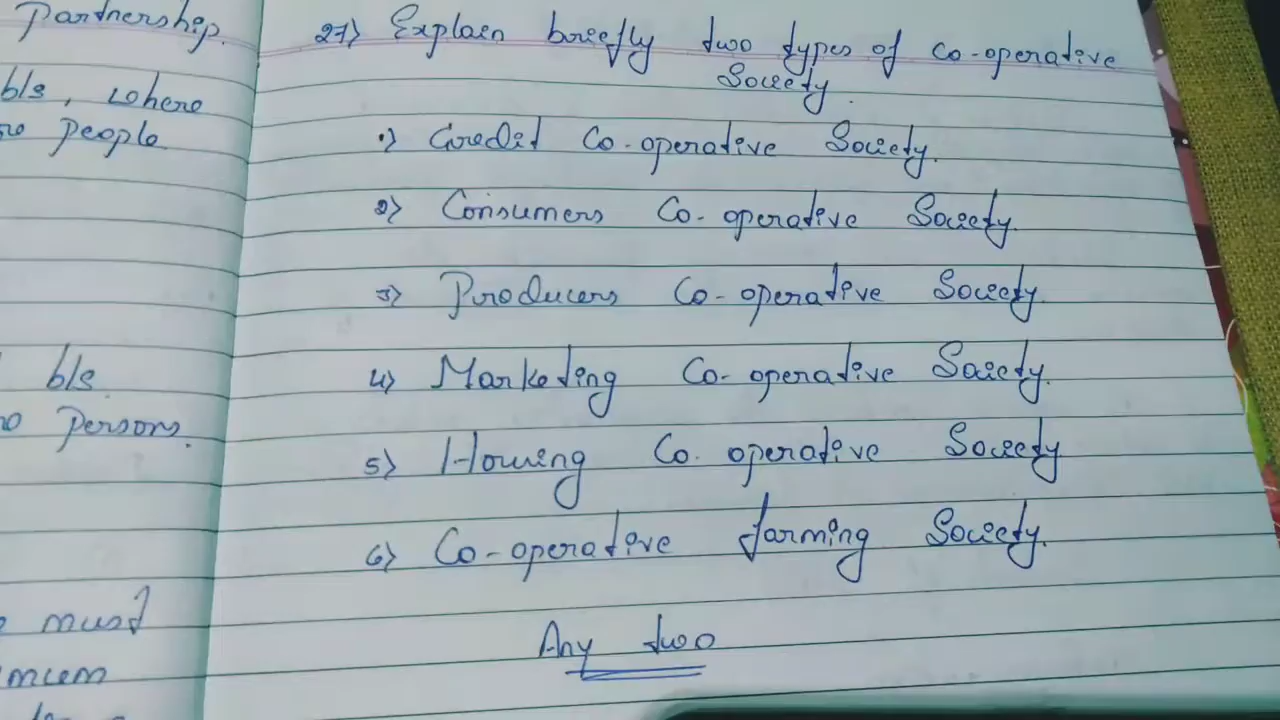 Partnership.
b/s, where
people
b/s
persons.
must
27) Explain briefly two types of co-operative
Society.
1) Credit Co-operative Society.
2) Consumers Co-operative Society.
3) Producers Co-operative Society.
4) Marketing Co-operative Society.
5) Housing Co.operative Society
6) Co-operative farming Society.
Any two